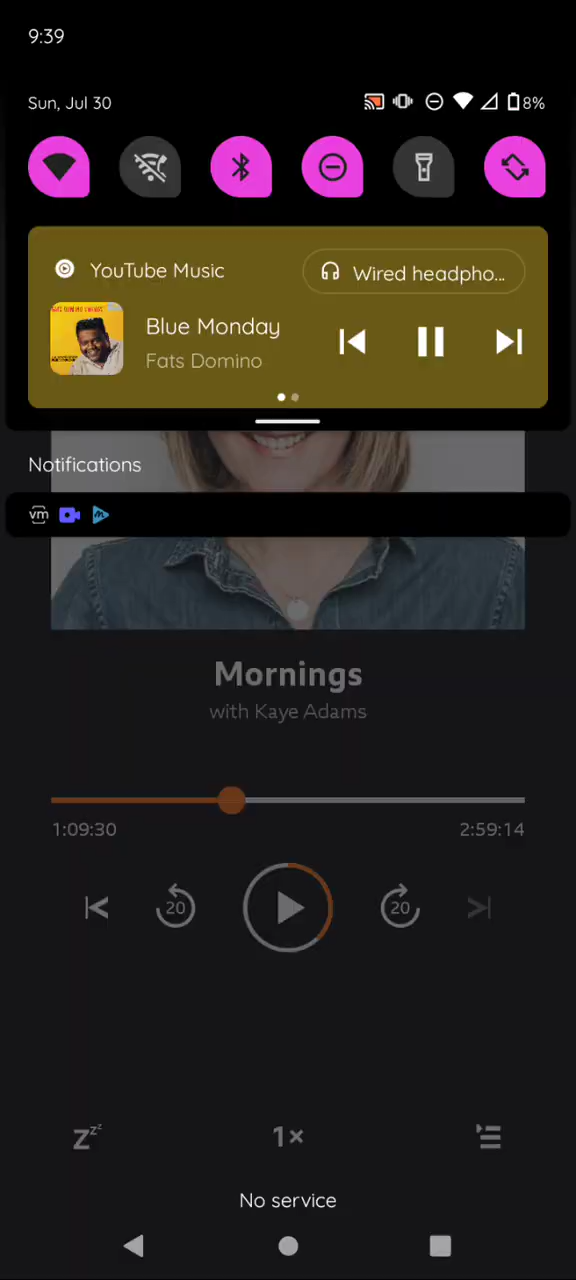 9:39
Sun, Jul 30
8%
YouTube Music
Wired headpho...
Blue Monday
Fats Domino
Notifications
vm
Mornings
with Kaye Adams
1:09:30
2:59:14
20
20
Zzz
1×
No service